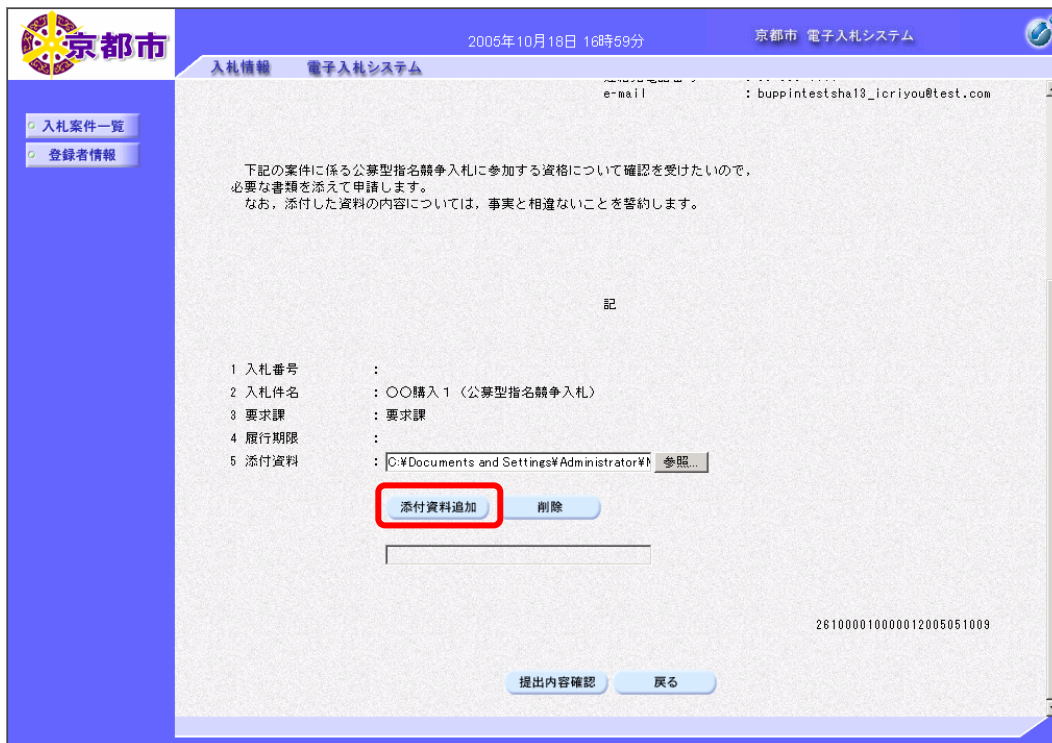 京都市
2005年10月18日 16時59分
京都市 電子入札システム
入札情報 電子入札システム
e-mail : buppintestsha13_icriyou@test.com
入札案件一覧
登録者情報
下記の案件に係る公募型指名競争入札に参加する資格について確認を受けたいので，
必要な書類を添えて申請します。
なお，添付した資料の内容については，事実と相違ないことを誓約します。
記
1 入札番号 :
2 入札件名 : ○○購入１（公募型指名競争入札）
3 要求課 : 要求課
4 履行期限 :
5 添付資料 : C:¥Documents and Settings¥Administrator¥ 参照...
添付資料追加 削除
261000010000012005051009
提出内容確認 戻る